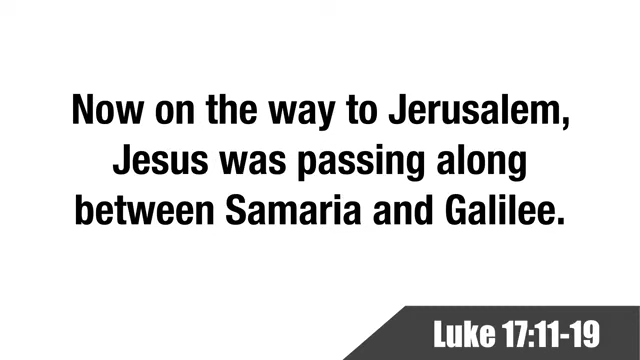 Now on the way to Jerusalem,
Jesus was passing along
between Samaria and Galilee.
Luke 17:11-19